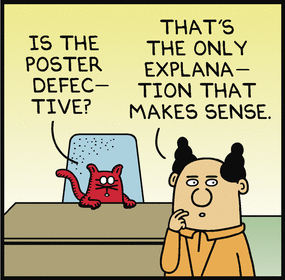 IS THE
POSTER
DEFEC-
TIVE?
THAT'S
THE ONLY
EXPLANA-
TION THAT
MAKES SENSE.